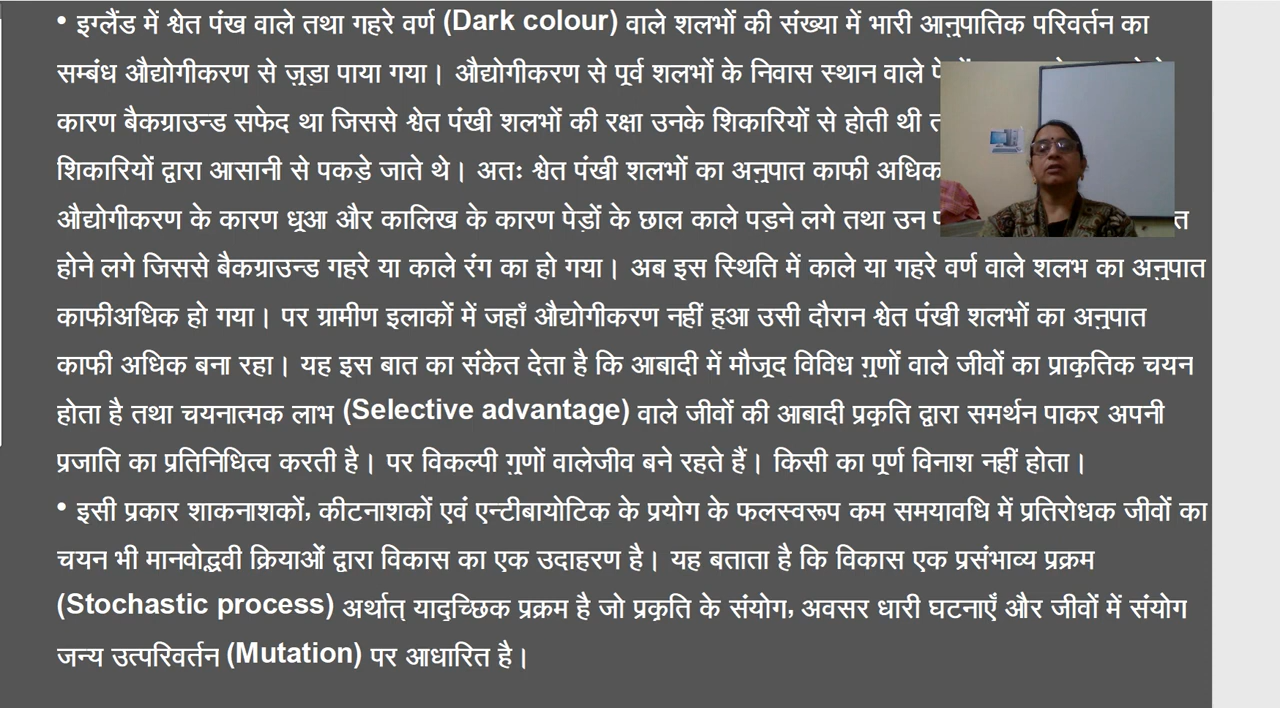 • इग्लैंड में श्वेत पंख वाले तथा गहरे वर्ण (Dark colour) वाले शलभों की संख्या में भारी आनुपातिक परिवर्तन का
सम्बंध औद्योगीकरण से जुड़ा पाया गया। औद्योगीकरण से पूर्व शलभों के निवास स्थान वाले
कारण बैकग्राउन्ड सफेद था जिससे श्वेत पंखी शलभों की रक्षा उनके शिकारियों से होती थी
शिकारियों द्वारा आसानी से पकड़े जाते थे। अतः श्वेत पंखी शलभों का अनुपात काफी अधिक
औद्योगीकरण के कारण धूआ और कालिख के कारण पेड़ों के छाल काले पड़ने लगे तथा उन
होने लगे जिससे बैकग्राउन्ड गहरे या काले रंग का हो गया। अब इस स्थिति में काले या गहरे वर्ण वाले शलभ का अनुपात
काफीअधिक हो गया। पर ग्रामीण इलाकों में जहाँ औद्योगीकरण नहीं हुआ उसी दौरान श्वेत पंखी शलभों का अनुपात
काफी अधिक बना रहा। यह इस बात का संकेत देता है कि आबादी में मौजूद विविध गुणों वाले जीवों का प्राकृतिक चयन
होता है तथा चयनात्मक लाभ (Selective advantage) वाले जीवों की आबादी प्रकृति द्वारा समर्थन पाकर अपनी
प्रजाति का प्रतिनिधित्व करती है। पर विकल्पी गुणों वालेजीव बने रहते हैं। किसी का पूर्ण विनाश नहीं होता।
• इसी प्रकार शाकनाशकों, कीटनाशकों एवं एन्टीबायोटिक के प्रयोग के फलस्वरूप कम समयावधि में प्रतिरोधक जीवों का
चयन भी मानवोद्भवी क्रियाओं द्वारा विकास का एक उदाहरण है। यह बताता है कि विकास एक प्रसंभाव्य प्रक्रम
(Stochastic process) अर्थात् यादृच्छिक प्रक्रम है जो प्रकृति के संयोग, अवसर धारी घटनाएँ और जीवों में संयोग
जन्य उत्परिवर्तन (Mutation) पर आधारित है।